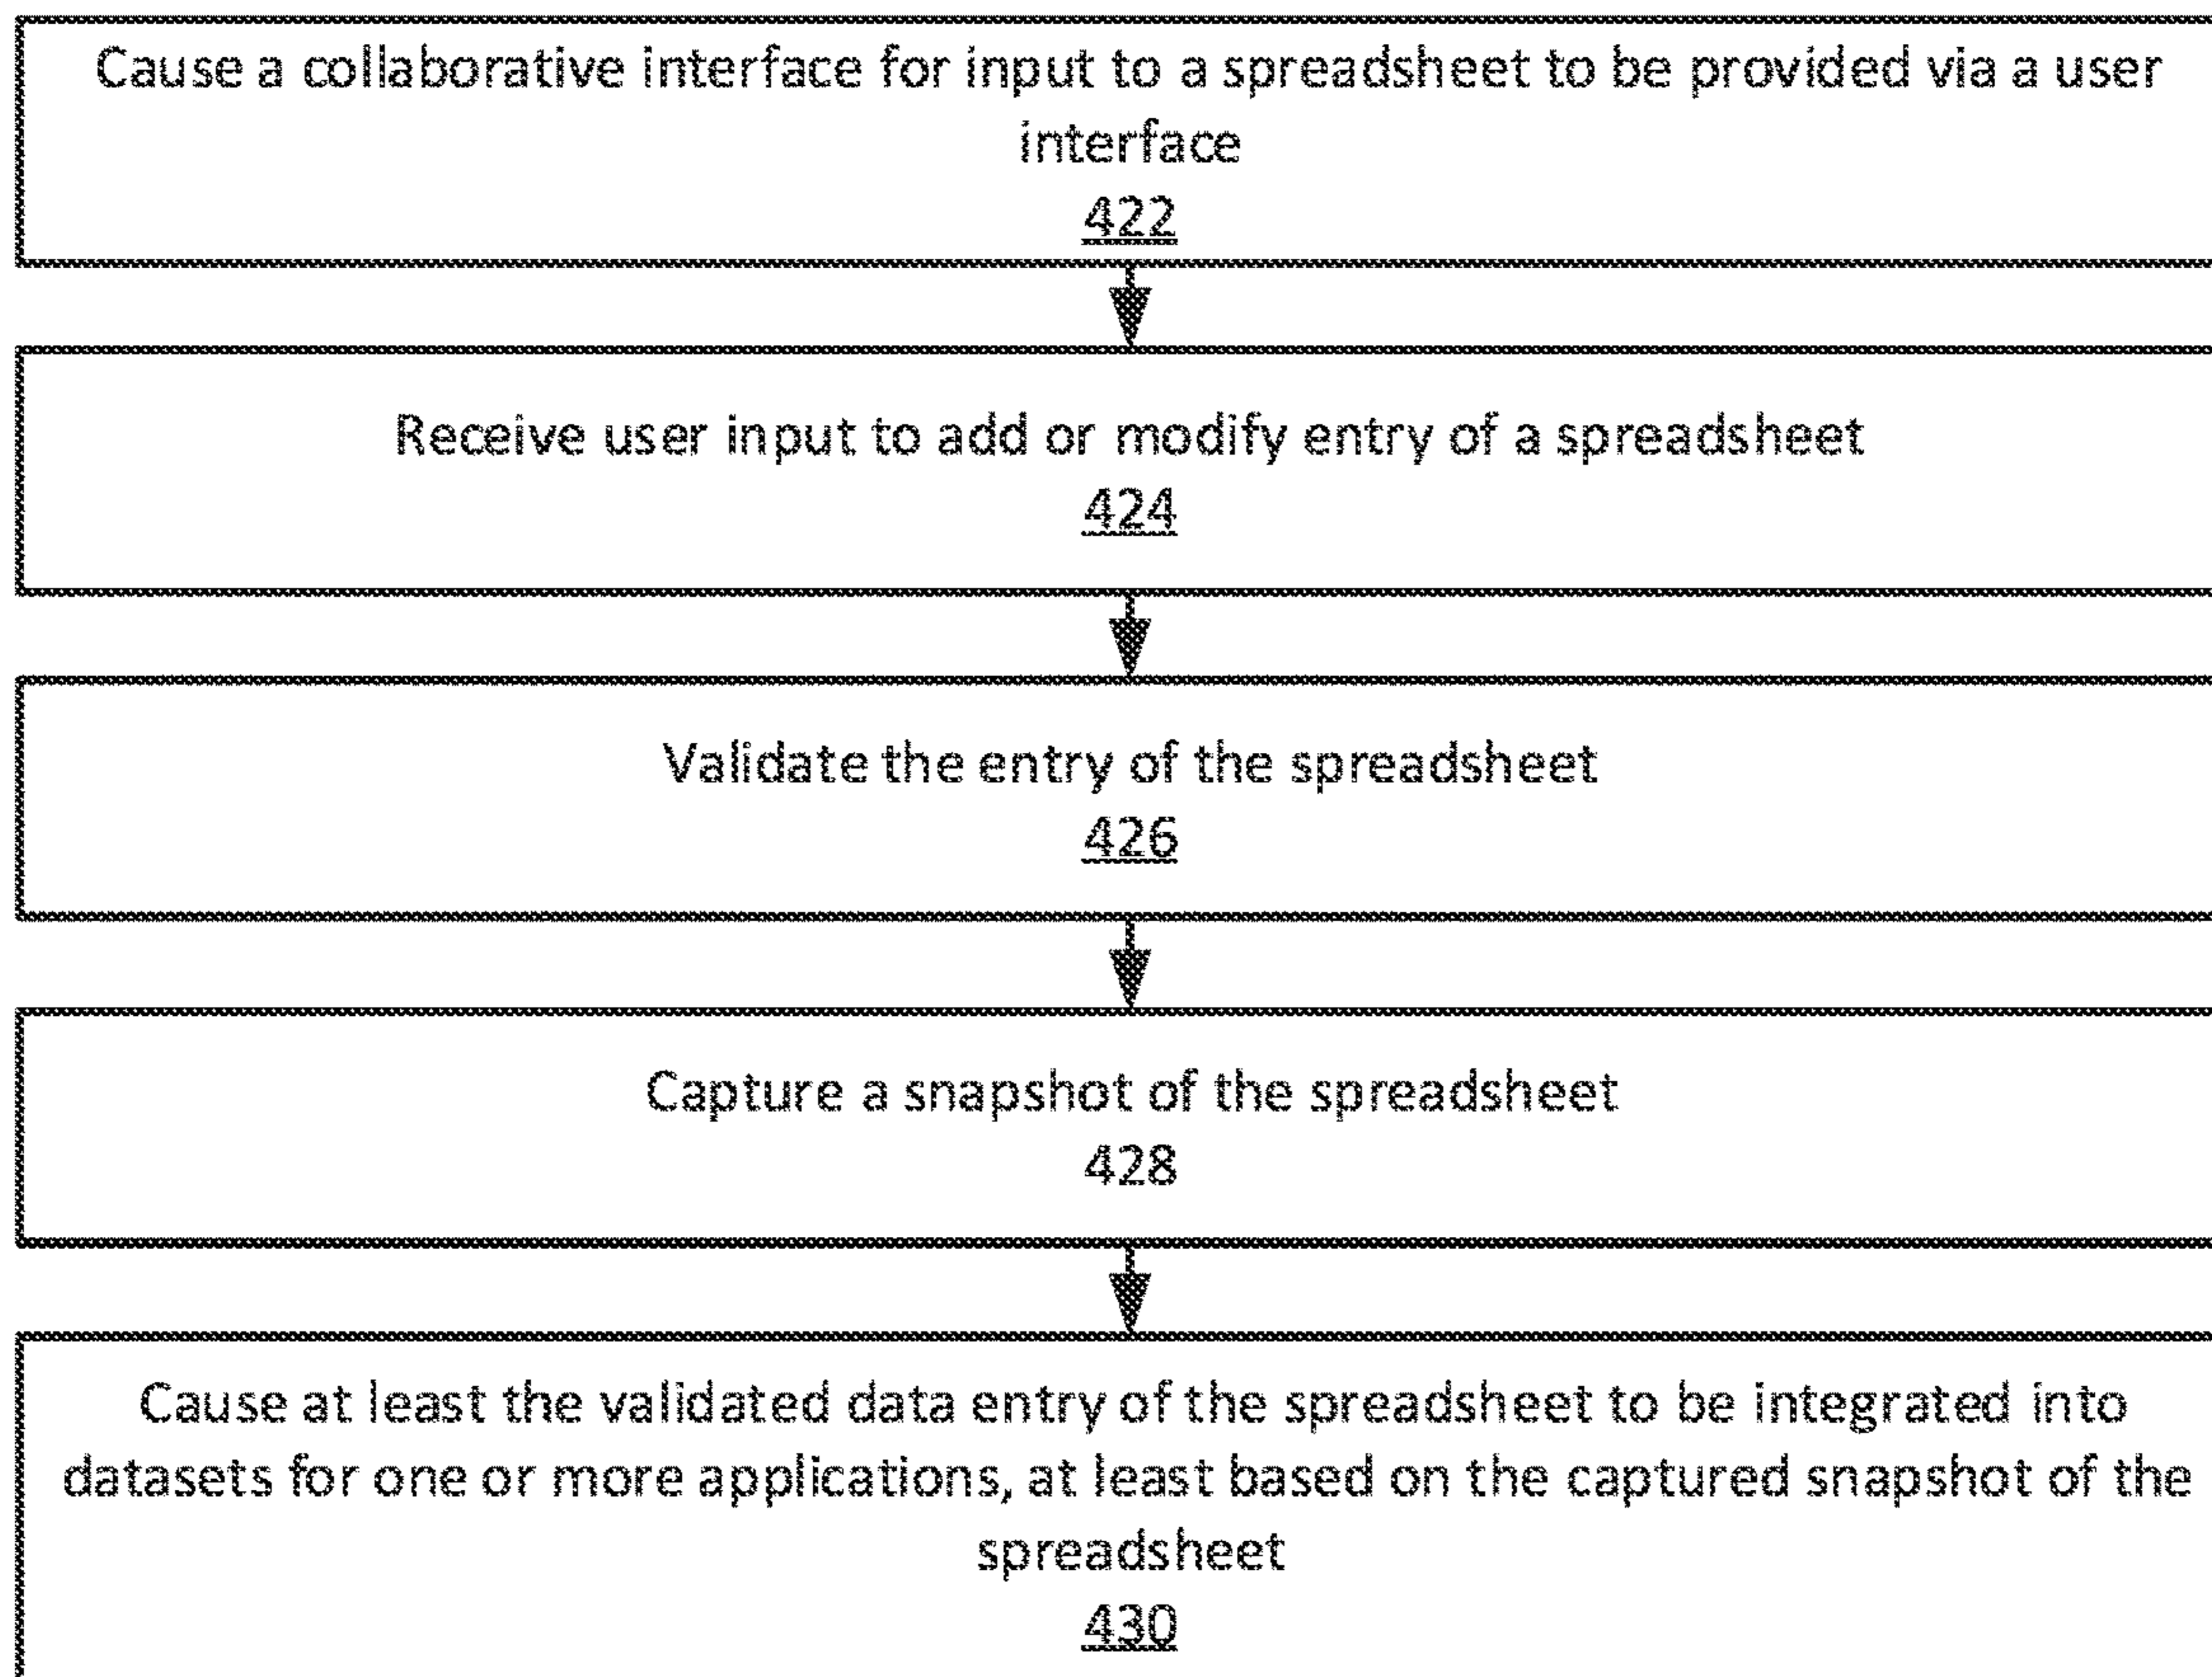 Cause a collaborative interface for input to a spreadsheet to be provided via a user
interface
422
Receive user input to add or modify entry of a spreadsheet
424
Validate the entry of the spreadsheet
426
Capture a snapshot of the spreadsheet
428
Cause at least the validated data entry of the spreadsheet to be integrated into
datasets for one or more applications, at least based on the captured snapshot of the
spreadsheet
430